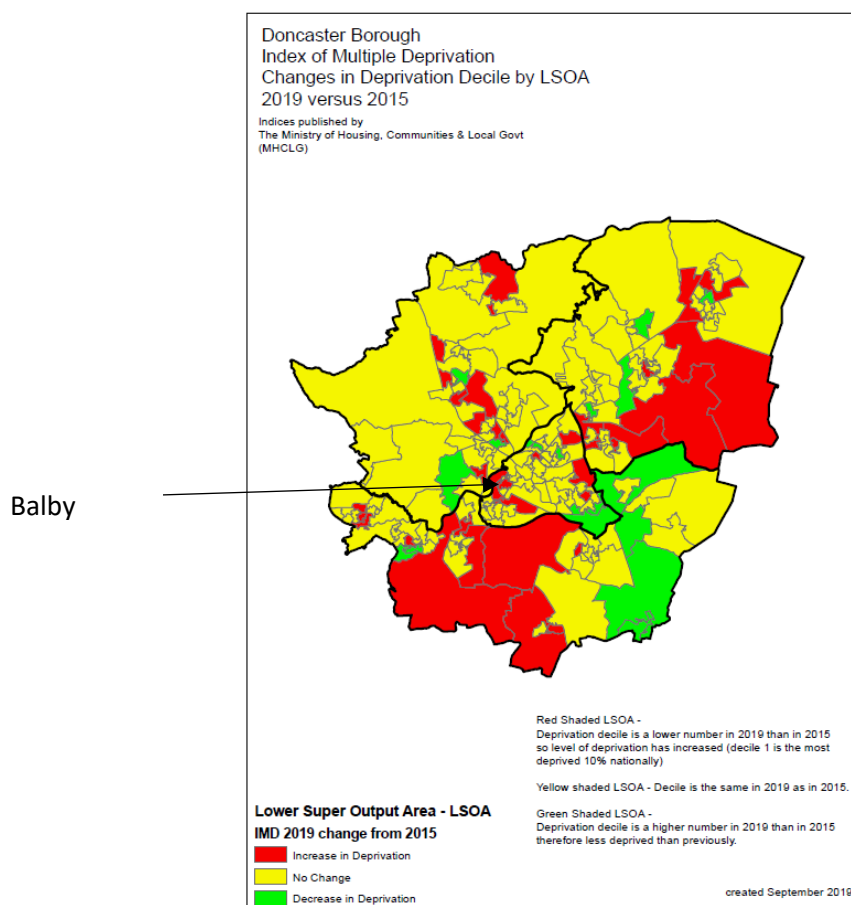 Doncaster Borough
Index of Multiple Deprivation
Changes in Deprivation Decile by LSOA
2019 versus 2015
Indices published by
The Ministry of Housing, Communities & Local Govt
(MHCLG)
Balby
Red Shaded LSOA -
Deprivation decile is a lower number in 2019 than in 2015
so level of deprivation has increased (decile 1 is the most
deprived 10% nationally)
Yellow shaded LSOA - Decile is the same in 2019 as in 2015.
Green Shaded LSOA -
Deprivation decile is a higher number in 2019 than in 2015
therefore less deprived than previously.
Lower Super Output Area - LSOA
IMD 2019 change from 2015
Increase in Deprivation
No Change
Decrease in Deprivation
created September 2019